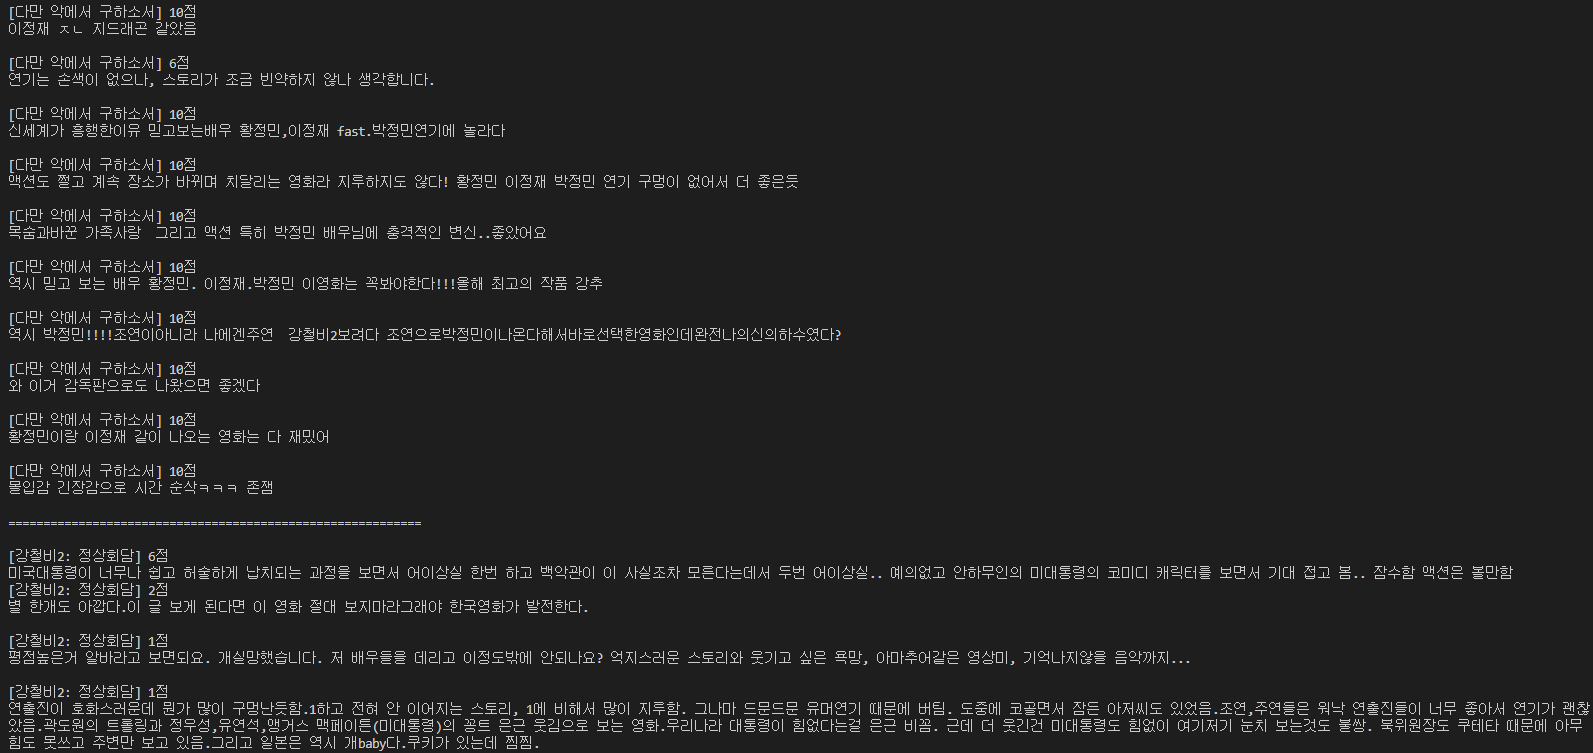 [다만 악에서 구하소서] 10점
이정재 ㅈㄴ 지드래곤 같았음
[다만 악에서 구하소서] 6점
연기는 손색이 없으나, 스토리가 조금 빈약하지 않나 생각합니다.
[다만 악에서 구하소서] 10점
신세계가 흥행한이유 믿고보는배우 황정민,이정재 fast.박정민연기에 놀라다
[다만 악에서 구하소서] 10점
액션도 쩔고 계속 장소가 바뀌며 치달리는 영화라 지루하지도 않다! 황정민 이정재 박정민 연기 구멍이 없어서 더 좋은듯
[다만 악에서 구하소서] 10점
목숨과바꾼 가족사랑  그리고 액션 특히 박정민 배우님에 충격적인 변신..좋았어요
[다만 악에서 구하소서] 10점
역시 믿고 보는 배우 황정민. 이정재.박정민 이영화는 꼭봐야한다!!!올해 최고의 작품 강추
[다만 악에서 구하소서] 10점
역시 박정민!!!!조연이아니라 나에겐주연  강철비2보려다 조연으로박정민이나온다해서바로선택한영화인데완전나의신의하수였다?
[다만 악에서 구하소서] 10점
와 이거 감독판으로도 나왔으면 좋겠다
[다만 악에서 구하소서] 10점
황정민이랑 이정재 같이 나오는 영화는 다 재밌어
[다만 악에서 구하소서] 10점
몰입감 긴장감으로 시간 순삭ㅋㅋㅋ 존잼
===========================================================
[강철비2: 정상회담] 6점
미국대통령이 너무나 쉽고 허술하게 납치되는 과정을 보면서 어이상실 한번 하고 백악관이 이 사실조차 모른다는데서 두번 어이상실.. 예의없고 안하무인의 미대통령의 코미디 캐릭터를 보면서 기대 접고 봄.. 잠수함 액션은 볼만함
[강철비2: 정상회담] 2점
별 한개도 아깝다.이 글 보게 된다면 이 영화 절대 보지마라그래야 한국영화가 발전한다.
[강철비2: 정상회담] 1점
평점높은거 알바라고 보면되요. 개실망했습니다. 저 배우들을 데리고 이정도밖에 안되나요? 억지스러운 스토리와 웃기고 싶은 욕망, 아마추어같은 영상미, 기억나지않을 음악까지...
[강철비2: 정상회담] 1점
연출진이 호화스러운데 뭔가 많이 구멍난듯함.1하고 전혀 안 이어지는 스토리, 1에 비해서 많이 지루함. 그나마 드문드문 유머연기 때문에 버팀. 도중에 코골면서 잠든 아저씨도 있었음.조연,주연들은 워낙 연출진들이 너무 좋아서 연기가 괜찮
았음.곽도원의 트롤링과 정우성,유연석,앵거스 맥페이튼(미대통령)의 꽁트 은근 웃김으로 보는 영화.우리나라 대통령이 힘없다는걸 은근 비꼼. 근데 더 웃긴건 미대통령도 힘없이 여기저기 눈치 보는것도 불쌍. 북위원장도 쿠테타 때문에 아무
힘도 못쓰고 주변만 보고 있음.그리고 일본은 역시 개baby다.쿠키가 있는데 찜찜.